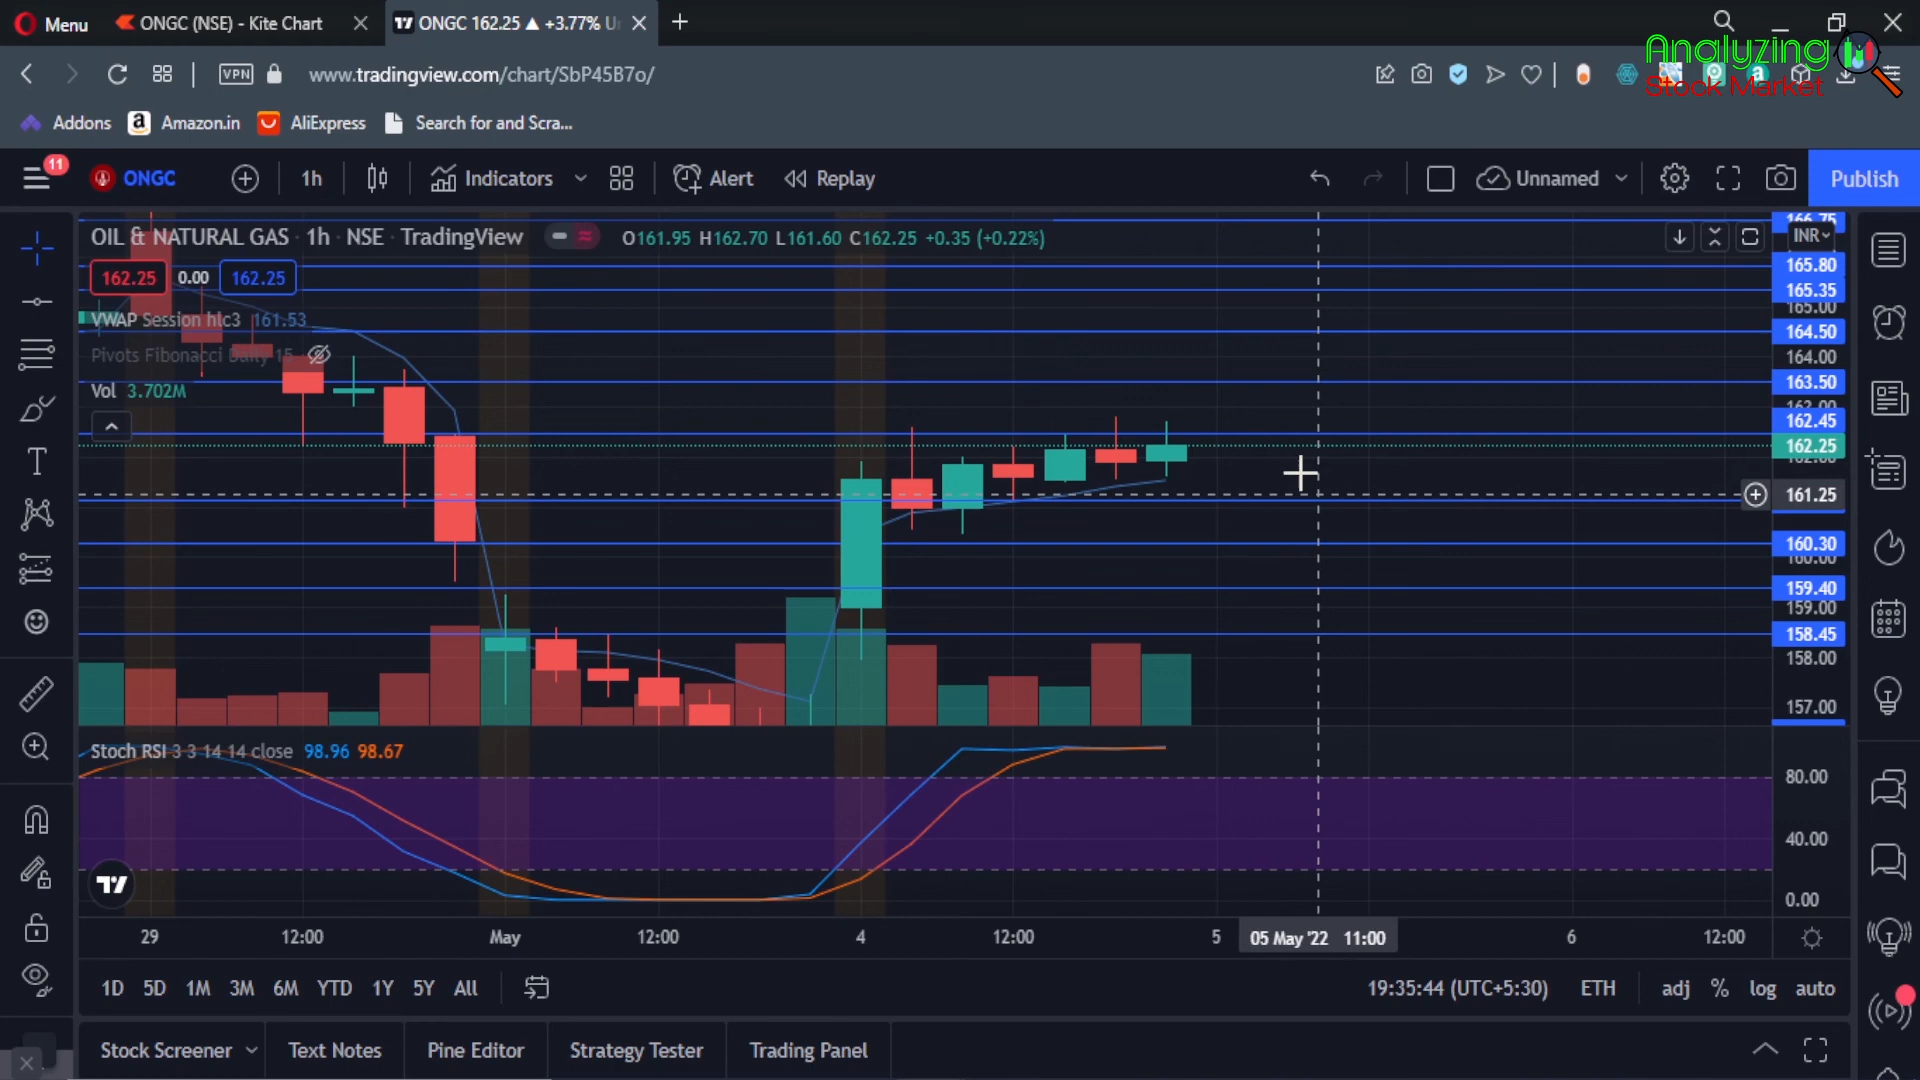 Menu
ONGC (NSE) - Kite Chart
ONGC 162.25 ▲ +3.77% Un
Analyzing
Stock Market
VPN
www.tradingview.com/chart/SbP45B7o/
Addons
Amazon.in
AliExpress
Search for and Scra...
11
ONGC
1h
Indicators
Alert
Replay
Unnamed
Publish
OIL & NATURAL GAS · 1h · NSE · TradingView
O161.95 H162.70 L161.60 C162.25 +0.35 (+0.22%)
INR
162.25 0.00 162.25
VWAP Session hlc3 161.53
Pivots Fibonacci Daily 15
Vol 3.702M
166.75
165.80
165.35
165.00
164.50
164.00
163.50
163.00
162.45
162.25
162.00
161.25
160.30
160.00
159.40
159.00
158.45
158.00
157.00
Stoch RSI 3 3 14 14 close 98.96 98.67
80.00
40.00
0.00
29 12:00 May 12:00 4 12:00 5 05 May '22 11:00 6 12:00
1D 5D 1M 3M 6M YTD 1Y 5Y All
19:35:44 (UTC+5:30) ETH adj % log auto
Stock Screener
Text Notes
Pine Editor
Strategy Tester
Trading Panel